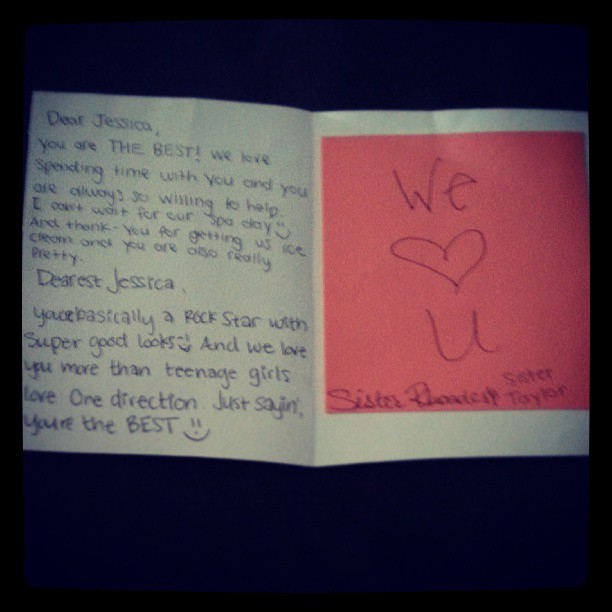 Dear Jessica,
you are THE BEST! We love
spending time with you and you
are always so willing to help.
I can't wait for our spa day
And thank-you for getting us ice
cream and you are also really
pretty.
Dearest Jessica,
you're basically a Rock Star with
Super good looks And we love
you more than teenage girls
love One direction. Just sayin',
you're the BEST
We
U
Sister
Sister
Taylor